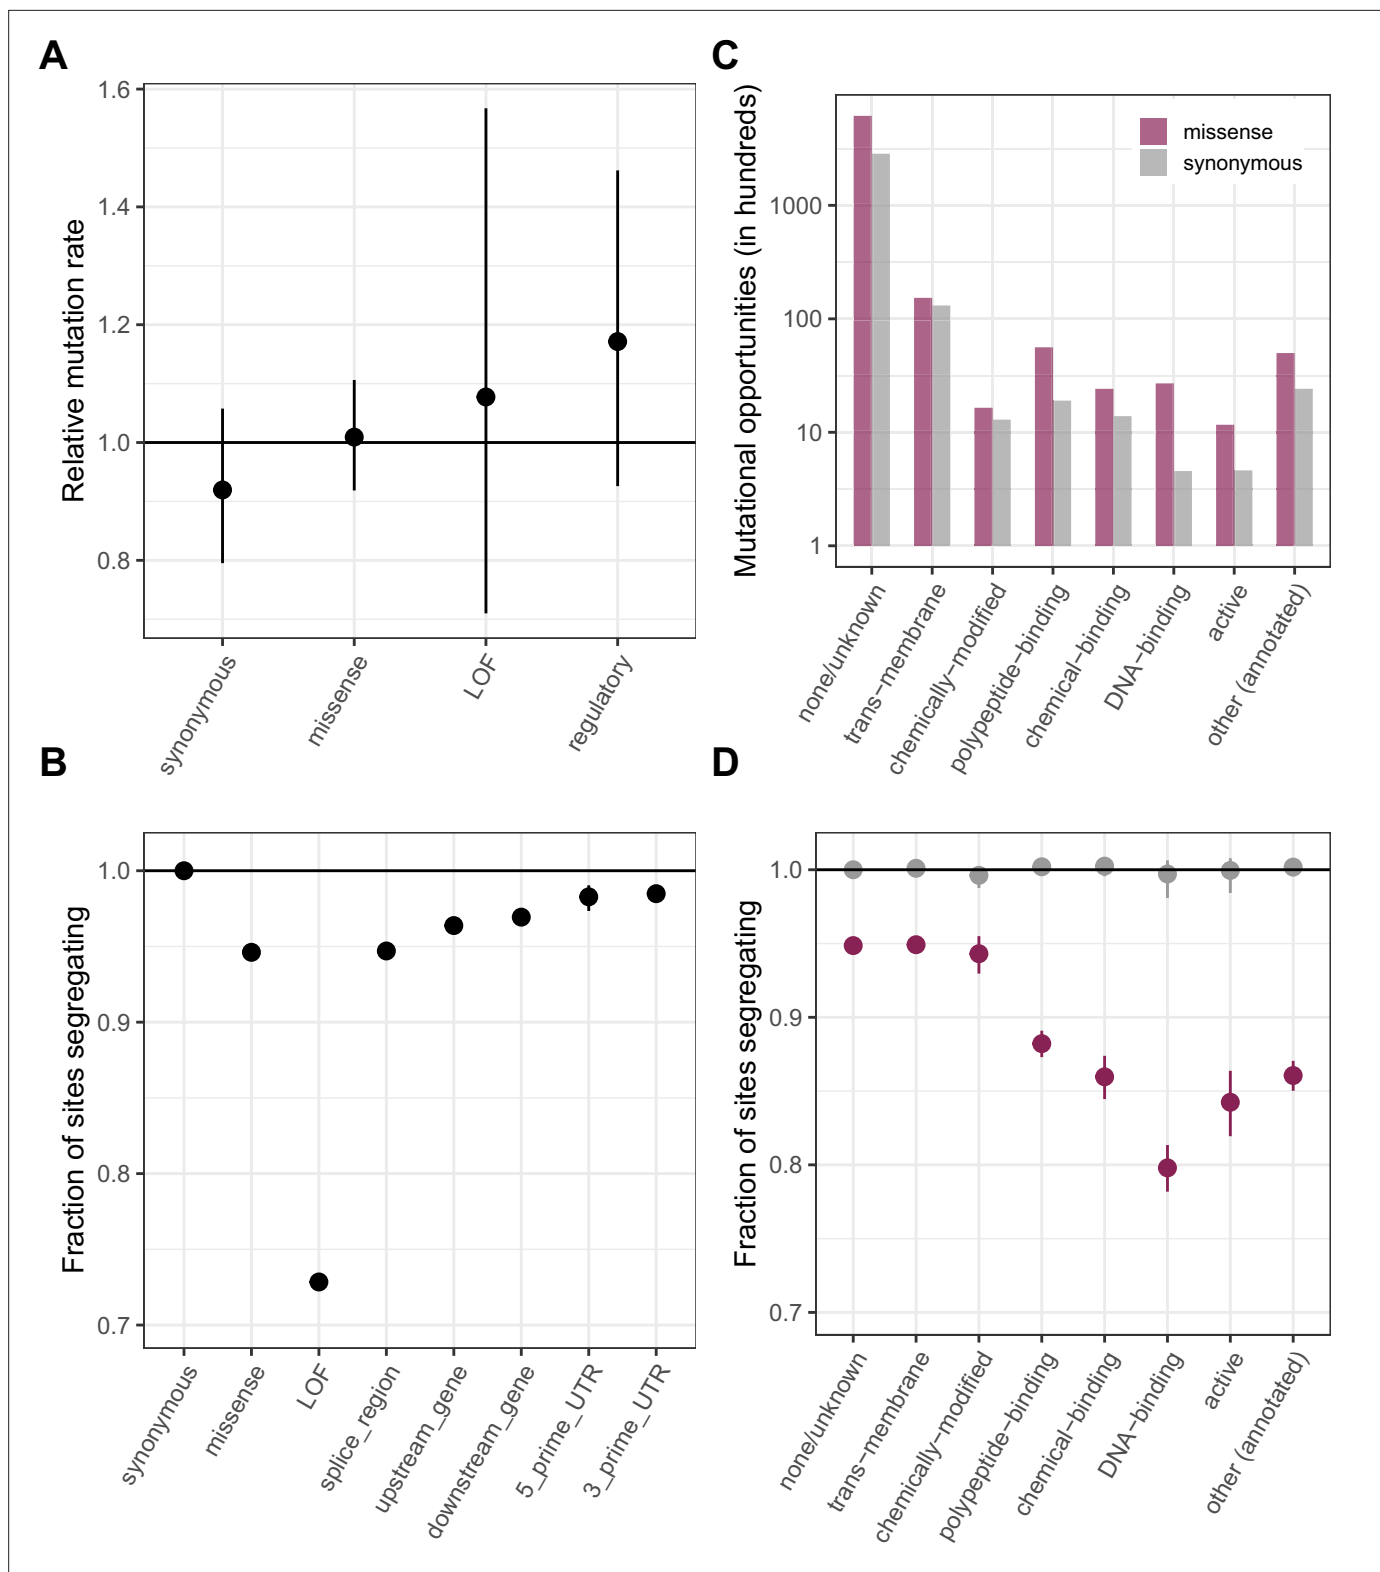 A
Relative mutation rate
1.6
1.4
1.2
1.0
0.8
synonymous
missense
LOF
regulatory
C
Mutational opportunities (in hundreds)
missense
synonymous
1000
100
10
1
none/unknown
trans−membrane
chemically−modified
polypeptide−binding
chemical−binding
DNA−binding
active
other (annotated)
B
Fraction of sites segregating
1.0
0.9
0.8
0.7
synonymous
missense
LOF
splice_region
upstream_gene
downstream_gene
5_prime_UTR
3_prime_UTR
D
Fraction of sites segregating
1.0
0.9
0.8
0.7
none/unknown
trans−membrane
chemically−modified
polypeptide−binding
chemical−binding
DNA−binding
active
other (annotated)